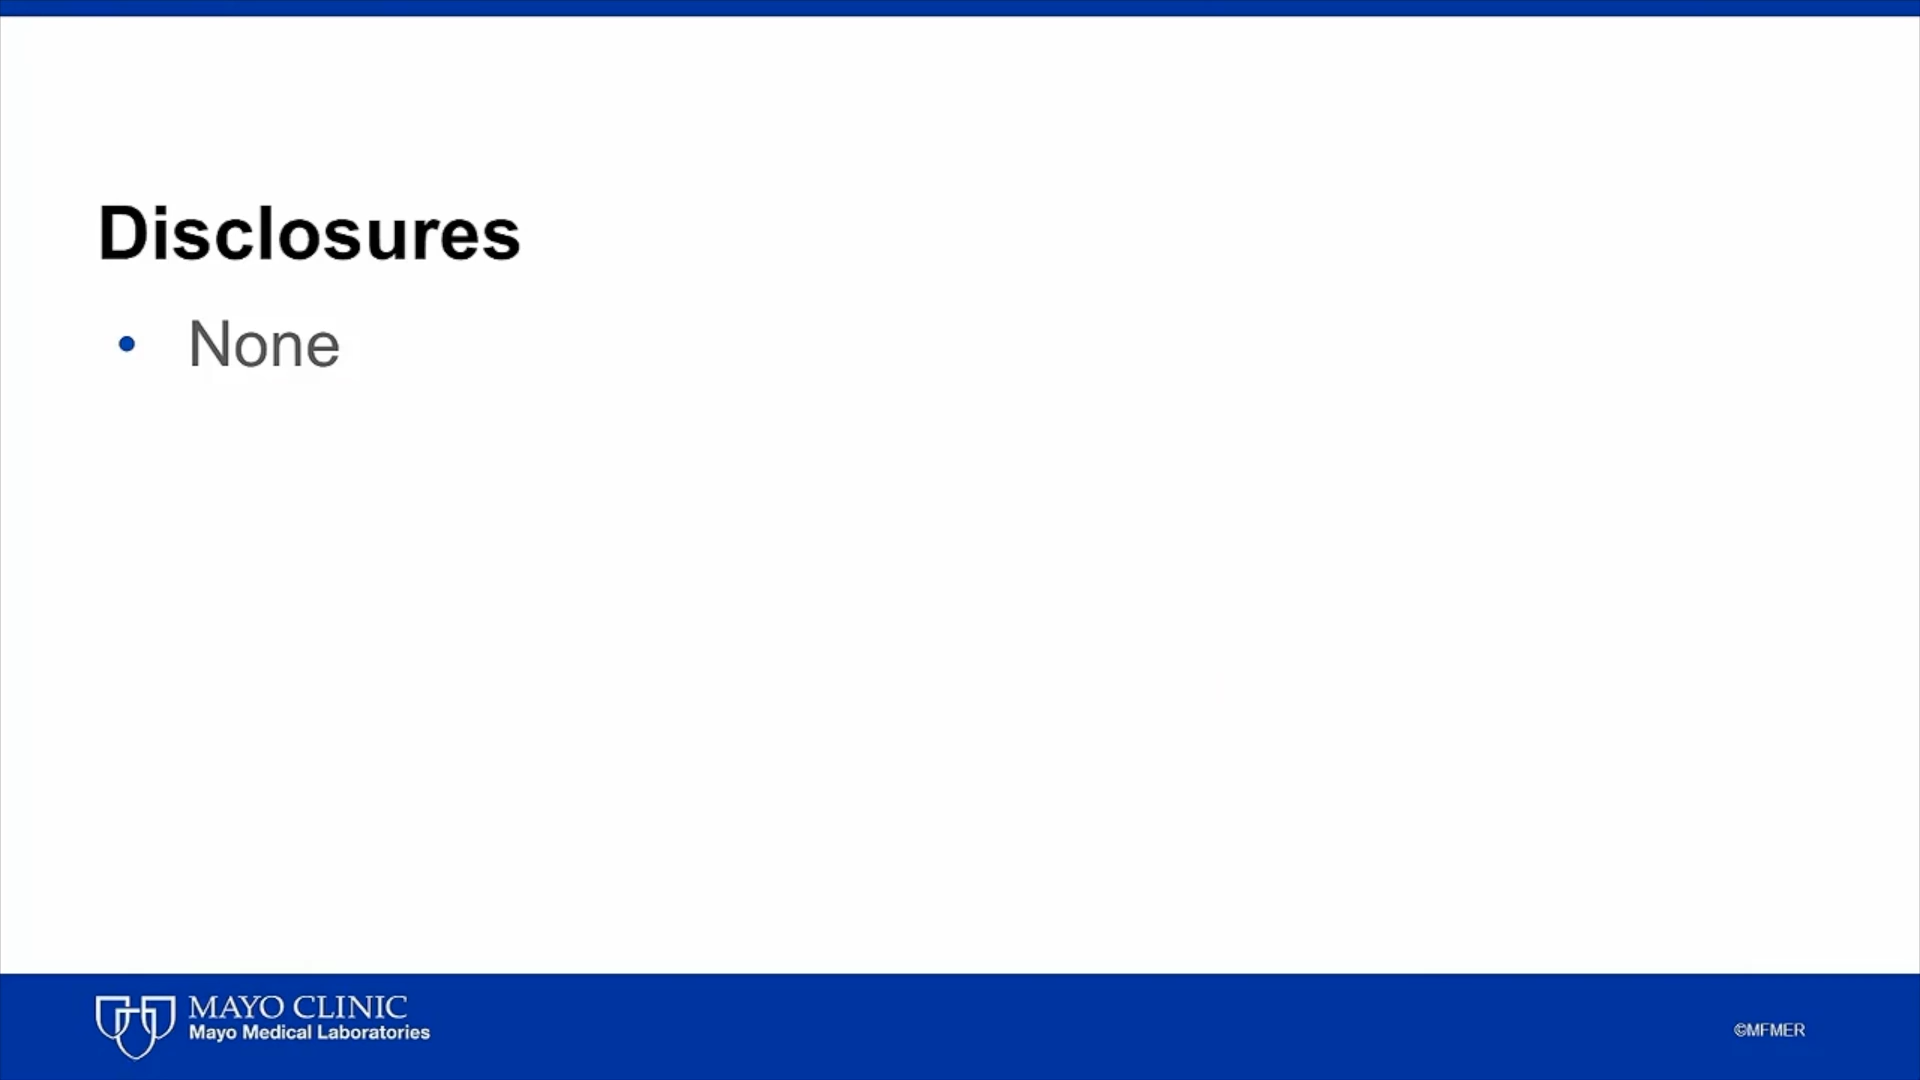 Disclosures
• None
MAYO CLINIC
Mayo Medical Laboratories
©MFMER